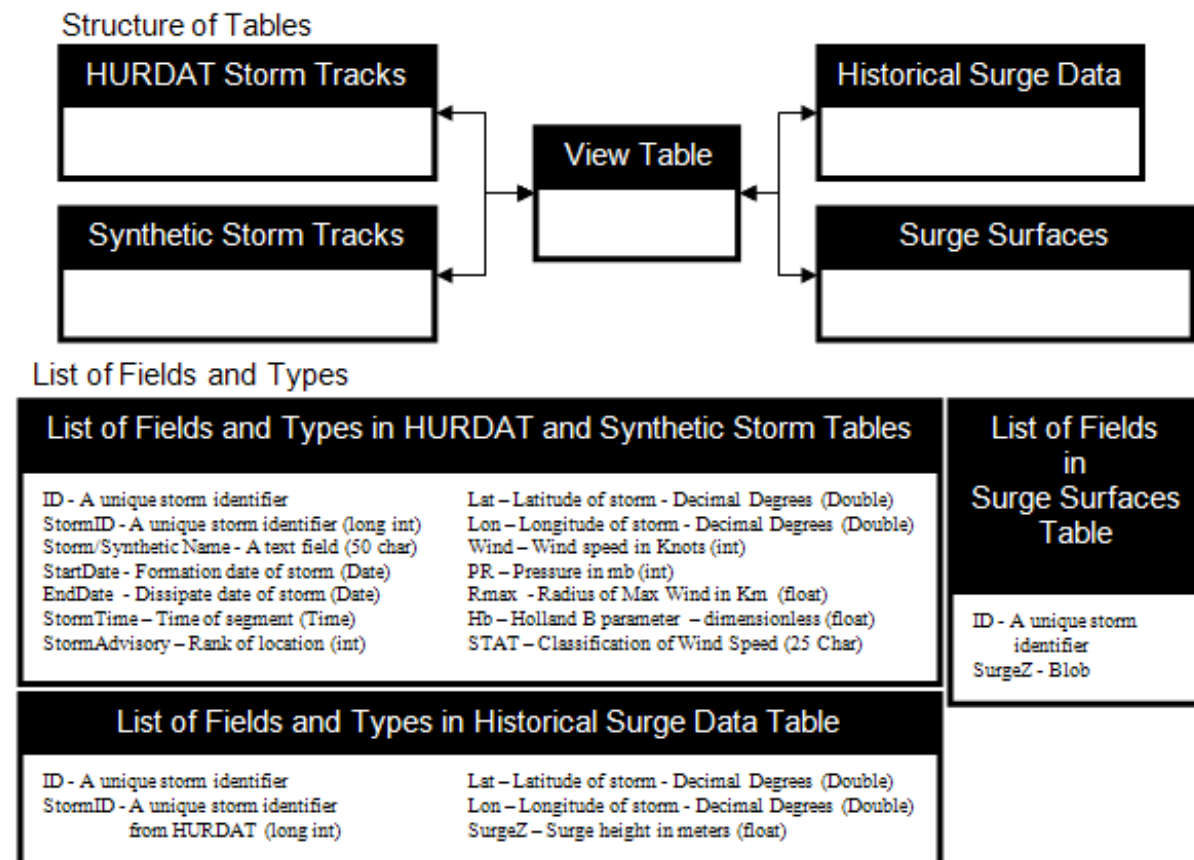 Structure of Tables
HURDAT Storm Tracks
Historical Surge Data
View Table
Synthetic Storm Tracks
Surge Surfaces
List of Fields and Types
List of Fields and Types in HURDAT and Synthetic Storm Tables
ID - A unique storm identifier
StormID - A unique storm identifier (long int)
Storm/Synthetic Name - A text field (50 char)
StartDate - Formation date of storm (Date)
EndDate - Dissipate date of storm (Date)
StormTime – Time of segment (Time)
StormAdvisory – Rank of location (int)
Lat – Latitude of storm - Decimal Degrees (Double)
Lon – Longitude of storm - Decimal Degrees (Double)
Wind – Wind speed in Knots (int)
PR – Pressure in mb (int)
Rmax - Radius of Max Wind in Km (float)
Hb – Holland B parameter – dimensionless (float)
STAT – Classification of Wind Speed (25 Char)
List of Fields
in
Surge Surfaces
Table
ID - A unique storm
identifier
SurgeZ - Blob
List of Fields and Types in Historical Surge Data Table
ID - A unique storm identifier
StormID - A unique storm identifier
from HURDAT (long int)
Lat – Latitude of storm - Decimal Degrees (Double)
Lon – Longitude of storm - Decimal Degrees (Double)
SurgeZ – Surge height in meters (float)